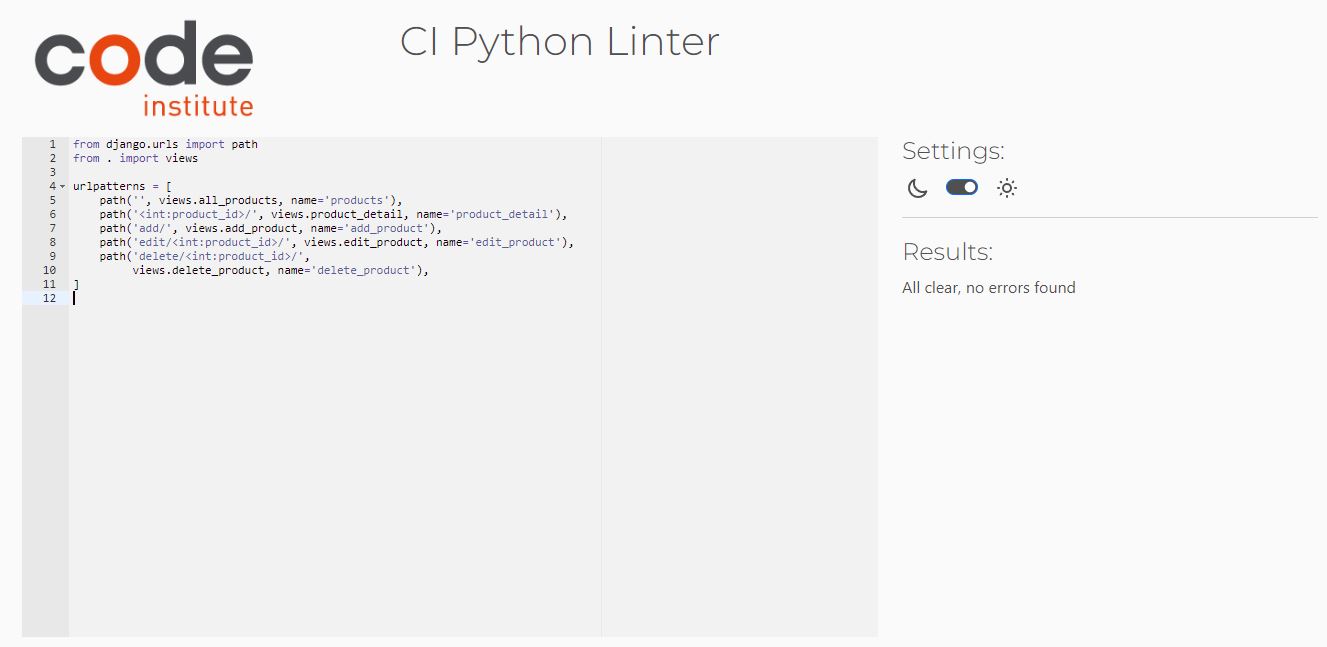 code
institute
CI Python Linter
1 from django.urls import path
2 from . import views
3
4 urlpatterns = [
5     path('', views.all_products, name='products'),
6     path('<int:product_id>/', views.product_detail, name='product_detail'),
7     path('add/', views.add_product, name='add_product'),
8     path('edit/<int:product_id>/', views.edit_product, name='edit_product'),
9     path('delete/<int:product_id>/',
10          views.delete_product, name='delete_product'),
11 ]
12
Settings:
Results:
All clear, no errors found